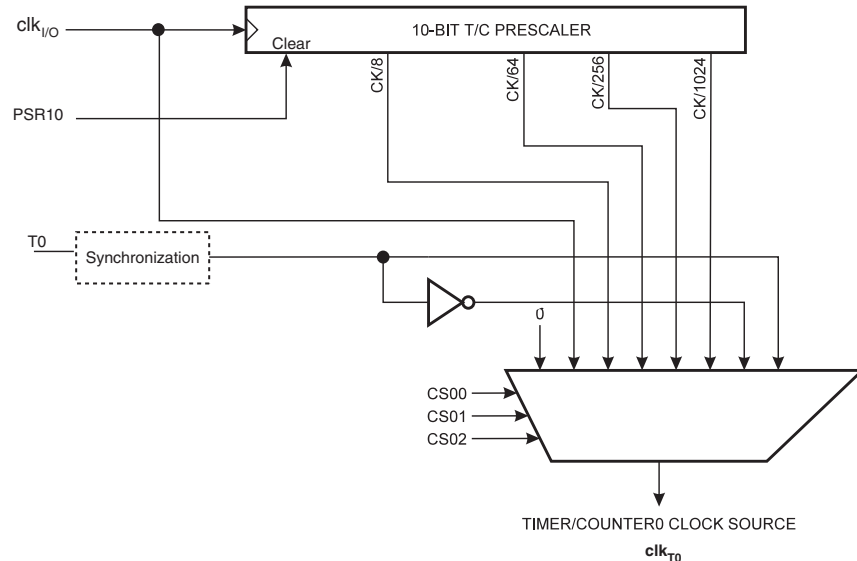 clkI/O
10-BIT T/C PRESCALER
Clear
CK/8
CK/64
CK/256
CK/1024
PSR10
T0
Synchronization
0
CS00
CS01
CS02
TIMER/COUNTER0 CLOCK SOURCE
clkT0